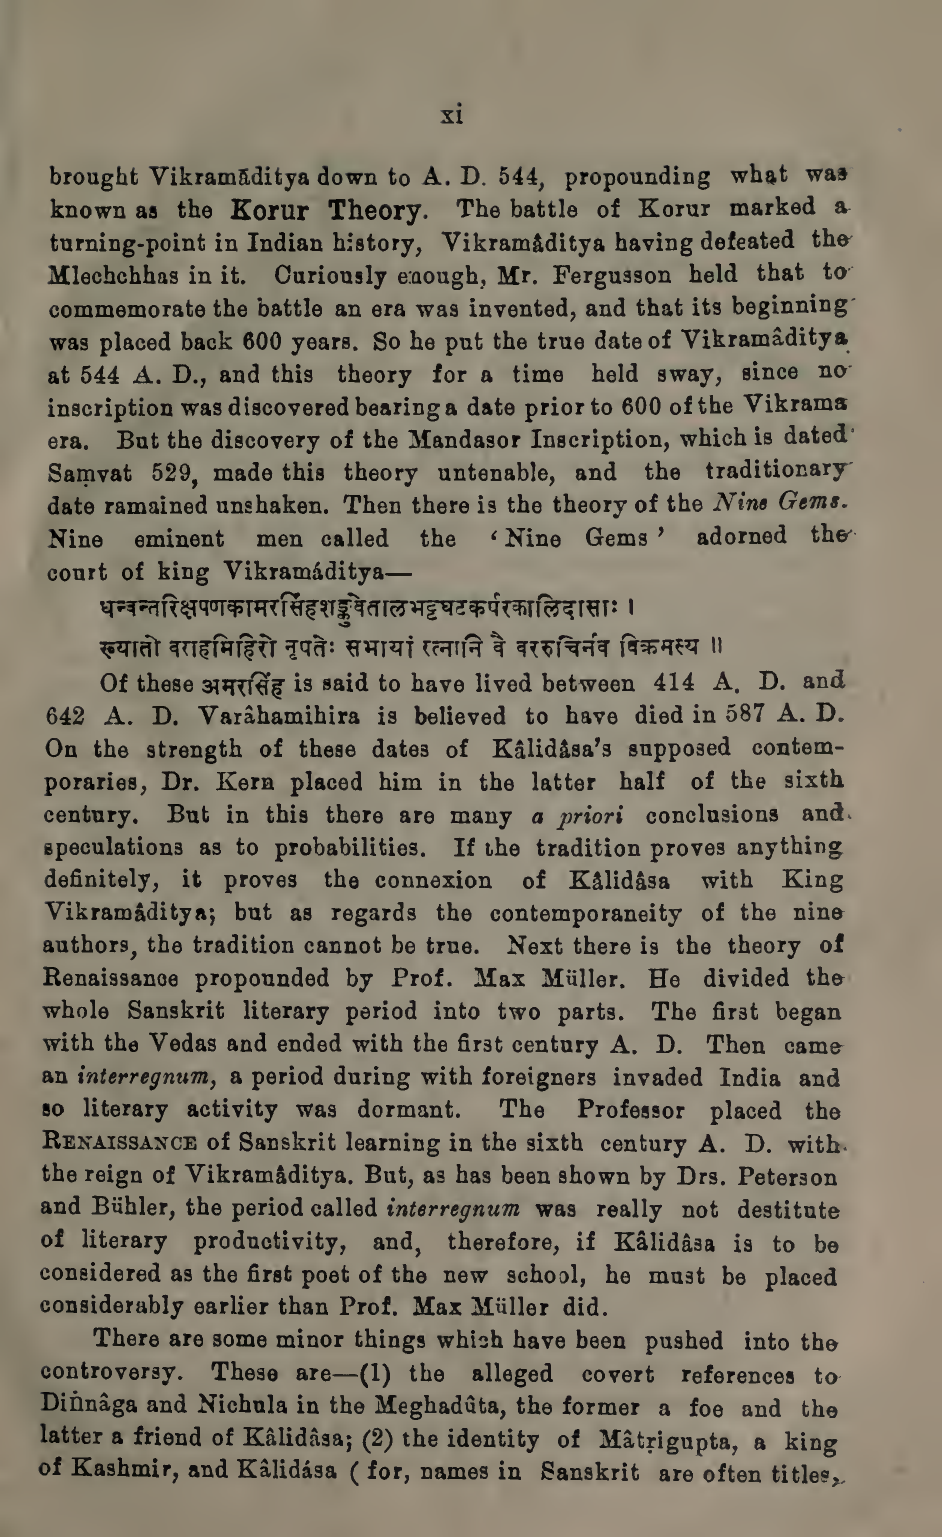 xi
brought Vikramāditya down to A. D. 544, propounding what was
known as the Korur Theory. The battle of Korur marked a
turning-point in Indian history, Vikramâditya having defeated the
Mlechchhas in it. Curiously enough, Mr. Fergusson held that to
commemorate the battle an era was invented, and that its beginning
was placed back 600 years. So he put the true date of Vikramâditya
at 544 A. D., and this theory for a time held sway, since no
inscription was discovered bearing a date prior to 600 of the Vikrama
era. But the discovery of the Mandasor Inscription, which is dated
Saṃvat 529, made this theory untenable, and the traditionary
date ramained unshaken. Then there is the theory of the Nine Gems.
Nine eminent men called the ‘ Nine Gems ’ adorned the
court of king Vikramáditya—
धन्वन्तरिक्षपणकामरसिंहशङ्कुवेतालभट्टघटकर्परकालिदासाः ।
ख्यातो वराहमिहिरो नृपतेः सभायां रत्नानि वै वररुचिर्नव विक्रमस्य ॥
Of these अमरसिंह is said to have lived between 414 A. D. and
642 A. D. Varâhamihira is believed to have died in 587 A. D.
On the strength of these dates of Kâlidâsa’s supposed contem-
poraries, Dr. Kern placed him in the latter half of the sixth
century. But in this there are many a priori conclusions and
speculations as to probabilities. If the tradition proves anything
definitely, it proves the connexion of Kâlidâsa with King
Vikramâditya; but as regards the contemporaneity of the nine
authors, the tradition cannot be true. Next there is the theory of
Renaissance propounded by Prof. Max Müller. He divided the
whole Sanskrit literary period into two parts. The first began
with the Vedas and ended with the first century A. D. Then came
an interregnum, a period during with foreigners invaded India and
so literary activity was dormant. The Professor placed the
RENAISSANCE of Sanskrit learning in the sixth century A. D. with
the reign of Vikramâditya. But, as has been shown by Drs. Peterson
and Bühler, the period called interregnum was really not destitute
of literary productivity, and, therefore, if Kâlidâsa is to be
considered as the first poet of the new school, he must be placed
considerably earlier than Prof. Max Müller did.
There are some minor things which have been pushed into the
controversy. These are—(1) the alleged covert references to
Diṅnâga and Nichula in the Meghadûta, the former a foe and the
latter a friend of Kâlidâsa; (2) the identity of Mâtṛigupta, a king
of Kashmir, and Kâlidása ( for, names in Sanskrit are often titles,